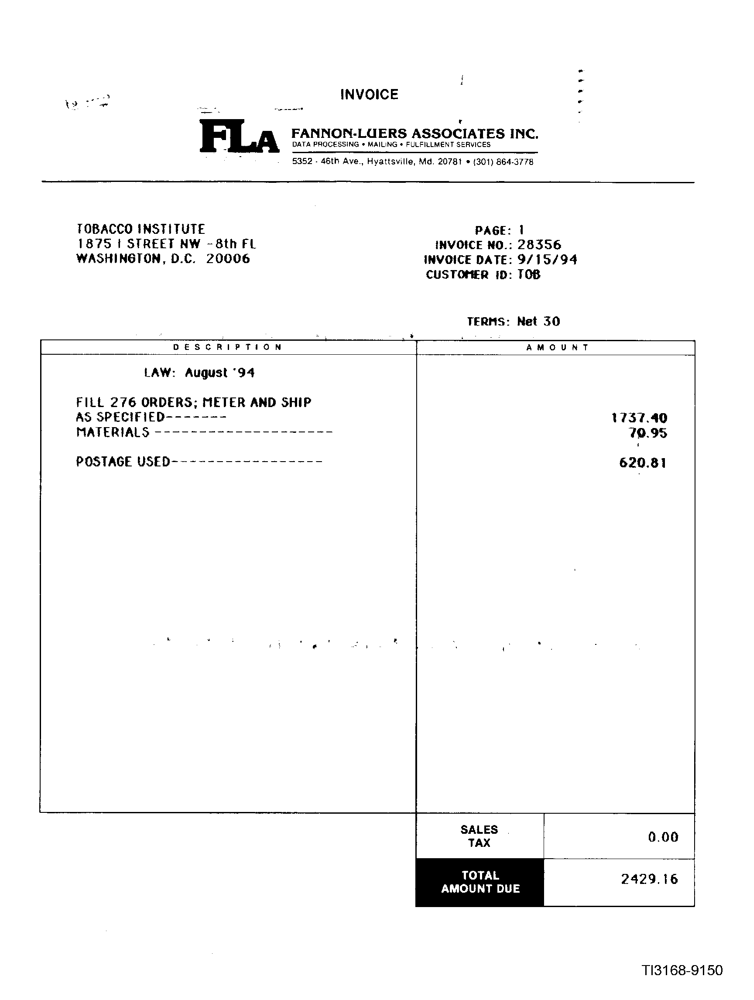 INVOICE
FLA FANNON-LUERS ASSOCIATES INC.
DATA PROCESSING • MAILING • FULFILLMENT SERVICES
5352 - 46th Ave., Hyattsville, Md. 20781 • (301) 864-3778
TOBACCO INSTITUTE
1875 I STREET NW -8th FL
WASHINGTON, D.C. 20006
PAGE: 1
INVOICE NO.: 28356
INVOICE DATE: 9/15/94
CUSTOMER ID: TOB
TERMS: Net 30
DESCRIPTION AMOUNT
LAW: August '94
FILL 276 ORDERS; METER AND SHIP
AS SPECIFIED------- 1737.40
MATERIALS -------------------- 70.95
POSTAGE USED----------------- 620.81
SALES TAX 0.00
TOTAL AMOUNT DUE 2429.16
TI3168-9150